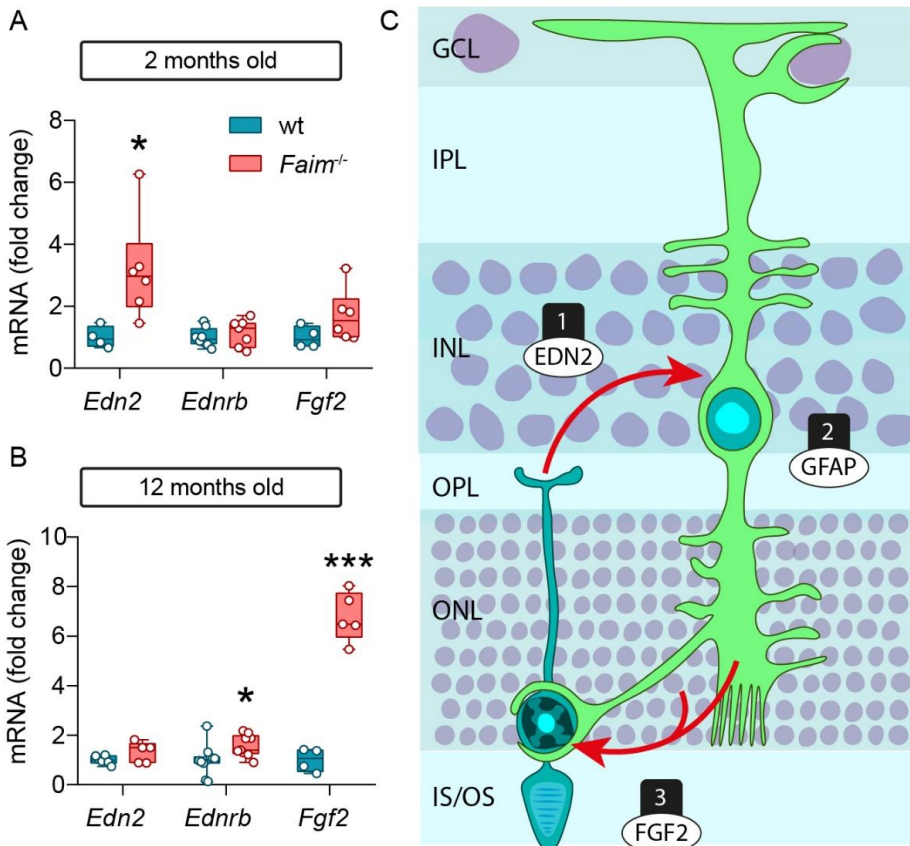 A
2 months old
mRNA (fold change)
8
6
4
2
0
*
wt
Faim-/-
Edn2 Ednrb Fgf2
B
12 months old
mRNA (fold change)
10
8
6
4
2
0
*
***
Edn2 Ednrb Fgf2
C
GCL
IPL
INL
OPL
ONL
IS/OS
1
EDN2
2
GFAP
3
FGF2